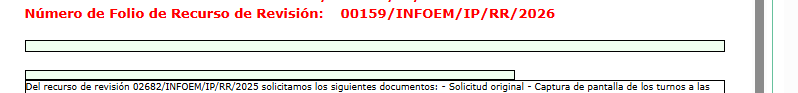 Número de Folio de Recurso de Revisión: 00159/INFOEM/IP/RR/2026
Del recurso de revisión 02682/INFOEM/IP/RR/2025 solicitamos los siguientes documentos: - Solicitud original - Captura de pantalla de los turnos a las